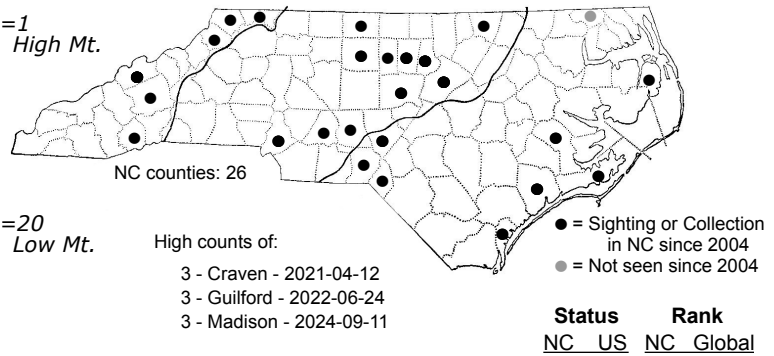 =1
High Mt.
NC counties: 26
=20
Low Mt.
High counts of:
3 - Craven - 2021-04-12
3 - Guilford - 2022-06-24
3 - Madison - 2024-09-11
= Sighting or Collection
in NC since 2004
= Not seen since 2004
Status Rank
NC US NC Global